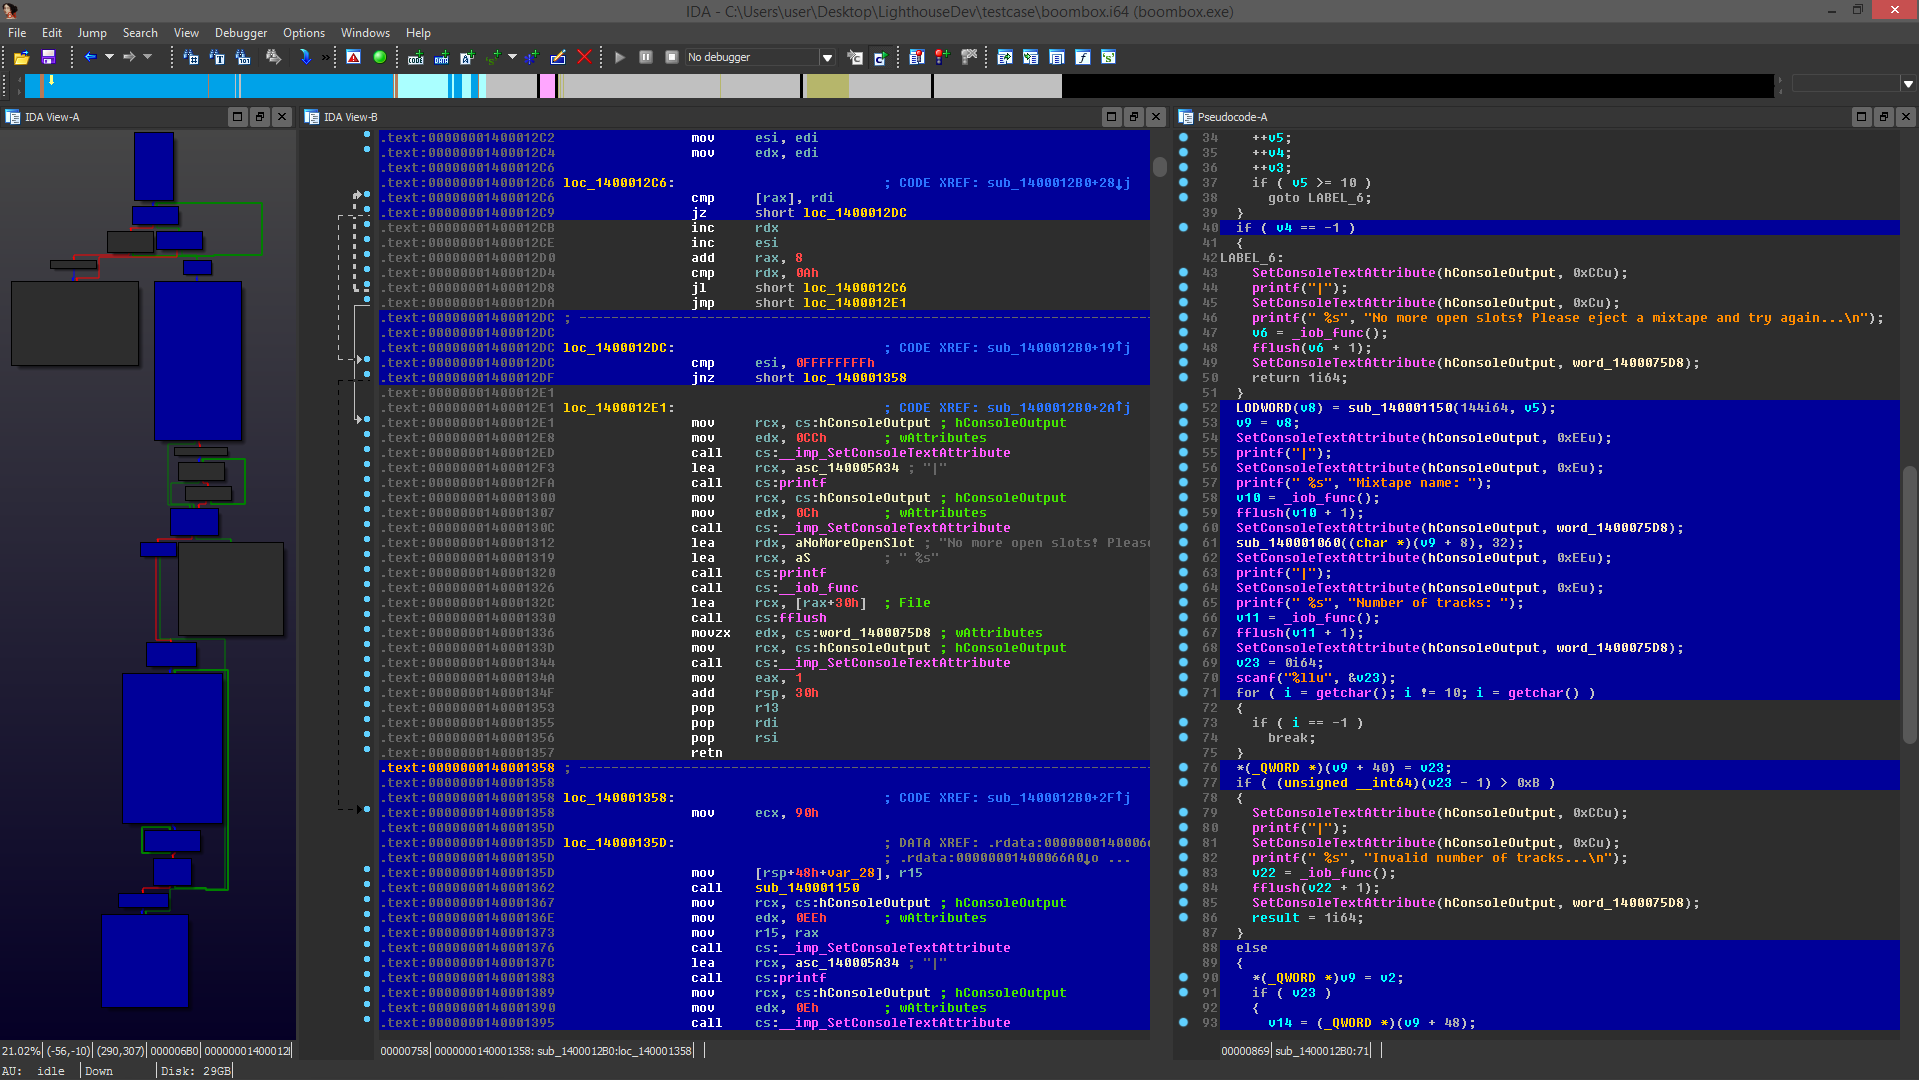 IDA - C:\Users\user\Desktop\LighthouseDev\testcase\boombox.i64 (boombox.exe)
File Edit Jump Search View Debugger Options Windows Help
No debugger
IDA View-A
IDA View-B
Pseudocode-A
.text:00000001400012C2 mov esi, edi
.text:00000001400012C4 mov edx, edi
.text:00000001400012C6
.text:00000001400012C6 loc_1400012C6: ; CODE XREF: sub_1400012B0+28↓j
.text:00000001400012C6 cmp [rax], rdi
.text:00000001400012C9 jz short loc_1400012DC
.text:00000001400012CB inc rdx
.text:00000001400012CE inc esi
.text:00000001400012D0 add rax, 8
.text:00000001400012D4 cmp rdx, 0Ah
.text:00000001400012D8 jl short loc_1400012C6
.text:00000001400012DA jmp short loc_1400012E1
.text:00000001400012DC ; ---------------------------------------------------------------------------
.text:00000001400012DC
.text:00000001400012DC loc_1400012DC: ; CODE XREF: sub_1400012B0+19↑j
.text:00000001400012DC cmp esi, 0FFFFFFFFh
.text:00000001400012DF jnz short loc_140001358
.text:00000001400012E1
.text:00000001400012E1 loc_1400012E1: ; CODE XREF: sub_1400012B0+2A↑j
.text:00000001400012E1 mov rcx, cs:hConsoleOutput ; hConsoleOutput
.text:00000001400012E8 mov edx, 0CCh ; wAttributes
.text:00000001400012ED call cs:__imp_SetConsoleTextAttribute
.text:00000001400012F3 lea rcx, asc_140005A34 ; "|"
.text:00000001400012FA call cs:printf
.text:0000000140001300 mov rcx, cs:hConsoleOutput ; hConsoleOutput
.text:0000000140001307 mov edx, 0Ch ; wAttributes
.text:000000014000130C call cs:__imp_SetConsoleTextAttribute
.text:0000000140001312 lea rdx, aNoMoreOpenSlot ; "No more open slots! Pleas
.text:0000000140001319 lea rcx, aS ; " %s"
.text:0000000140001320 call cs:printf
.text:0000000140001326 call cs:__iob_func
.text:000000014000132C lea rcx, [rax+30h] ; File
.text:0000000140001330 call cs:fflush
.text:0000000140001336 movzx edx, cs:word_1400075D8 ; wAttributes
.text:000000014000133D mov rcx, cs:hConsoleOutput ; hConsoleOutput
.text:0000000140001344 call cs:__imp_SetConsoleTextAttribute
.text:000000014000134A mov eax, 1
.text:000000014000134F add rsp, 30h
.text:0000000140001353 pop r13
.text:0000000140001355 pop rdi
.text:0000000140001356 pop rsi
.text:0000000140001357 retn
.text:0000000140001358 ; ---------------------------------------------------------------------------
.text:0000000140001358
.text:0000000140001358 loc_140001358: ; CODE XREF: sub_1400012B0+2F↑j
.text:0000000140001358 mov ecx, 90h
.text:000000014000135D
.text:000000014000135D loc_14000135D: ; DATA XREF: .rdata:00000001400066
.text:000000014000135D ; .rdata:00000001400066A0↓o ...
.text:000000014000135D mov [rsp+48h+var_28], r15
.text:0000000140001362 call sub_140001150
.text:0000000140001367 mov rcx, cs:hConsoleOutput ; hConsoleOutput
.text:000000014000136E mov edx, 0EEh ; wAttributes
.text:0000000140001373 mov r15, rax
.text:0000000140001376 call cs:__imp_SetConsoleTextAttribute
.text:000000014000137C lea rcx, asc_140005A34 ; "|"
.text:0000000140001383 call cs:printf
.text:0000000140001389 mov rcx, cs:hConsoleOutput ; hConsoleOutput
.text:0000000140001390 mov edx, 0Eh ; wAttributes
.text:0000000140001395 call cs:__imp_SetConsoleTextAttribute
34 ++v5;
35 ++v4;
36 ++v3;
37 if ( v5 >= 10 )
38 goto LABEL_6;
39 }
40 if ( v4 == -1 )
41 {
42 LABEL_6:
43 SetConsoleTextAttribute(hConsoleOutput, 0xCCu);
44 printf("|");
45 SetConsoleTextAttribute(hConsoleOutput, 0xCu);
46 printf(" %s", "No more open slots! Please eject a mixtape and try again...\n");
47 v6 = _iob_func();
48 fflush(v6 + 1);
49 SetConsoleTextAttribute(hConsoleOutput, word_1400075D8);
50 return 1i64;
51 }
52 LODWORD(v8) = sub_140001150(144i64, v5);
53 v9 = v8;
54 SetConsoleTextAttribute(hConsoleOutput, 0xEEu);
55 printf("|");
56 SetConsoleTextAttribute(hConsoleOutput, 0xEu);
57 printf(" %s", "Mixtape name: ");
58 v10 = _iob_func();
59 fflush(v10 + 1);
60 SetConsoleTextAttribute(hConsoleOutput, word_1400075D8);
61 sub_140001060((char *)(v9 + 8), 32);
62 SetConsoleTextAttribute(hConsoleOutput, 0xEEu);
63 printf("|");
64 SetConsoleTextAttribute(hConsoleOutput, 0xEu);
65 printf(" %s", "Number of tracks: ");
66 v11 = _iob_func();
67 fflush(v11 + 1);
68 SetConsoleTextAttribute(hConsoleOutput, word_1400075D8);
69 v23 = 0i64;
70 scanf("%llu", &v23);
71 for ( i = getchar(); i != 10; i = getchar() )
72 {
73 if ( i == -1 )
74 break;
75 }
76 *(_QWORD *)(v9 + 40) = v23;
77 if ( (unsigned __int64)(v23 - 1) > 0xB )
78 {
79 SetConsoleTextAttribute(hConsoleOutput, 0xCCu);
80 printf("|");
81 SetConsoleTextAttribute(hConsoleOutput, 0xCu);
82 printf(" %s", "Invalid number of tracks...\n");
83 v22 = _iob_func();
84 fflush(v22 + 1);
85 SetConsoleTextAttribute(hConsoleOutput, word_1400075D8);
86 result = 1i64;
87 }
88 else
89 {
90 *(_QWORD *)v9 = v2;
91 if ( v23 )
92 {
93 v14 = (_QWORD *)(v9 + 48);
21.02% (-56,-10) (290,307) 000006B0 00000001400012
00000758 0000000140001358: sub_1400012B0:loc_140001358
00000869 sub_1400012B0:71
AU: idle Down Disk: 29GB